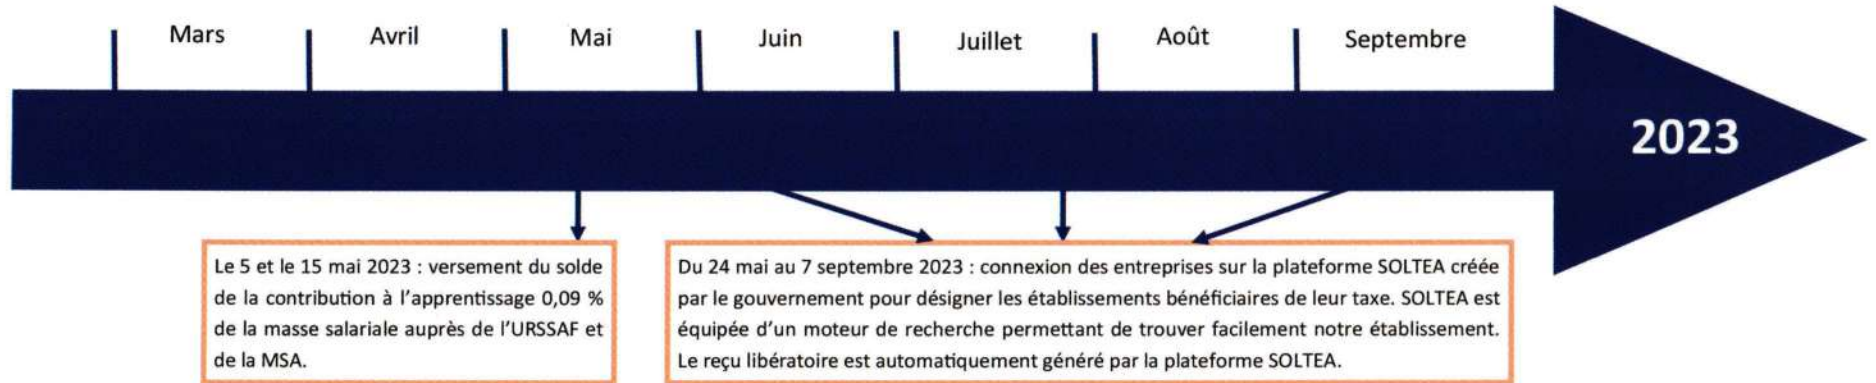 Mars
Avril
Mai
Juin
Juillet
Août
Septembre
2023
Le 5 et le 15 mai 2023 : versement du solde
de la contribution à l'apprentissage 0,09 %
de la masse salariale auprès de l'URSSAF et
de la MSA.
Du 24 mai au 7 septembre 2023 : connexion des entreprises sur la plateforme SOLTEA créée
par le gouvernement pour désigner les établissements bénéficiaires de leur taxe. SOLTEA est
équipée d'un moteur de recherche permettant de trouver facilement notre établissement.
Le reçu libératoire est automatiquement généré par la plateforme SOLTEA.